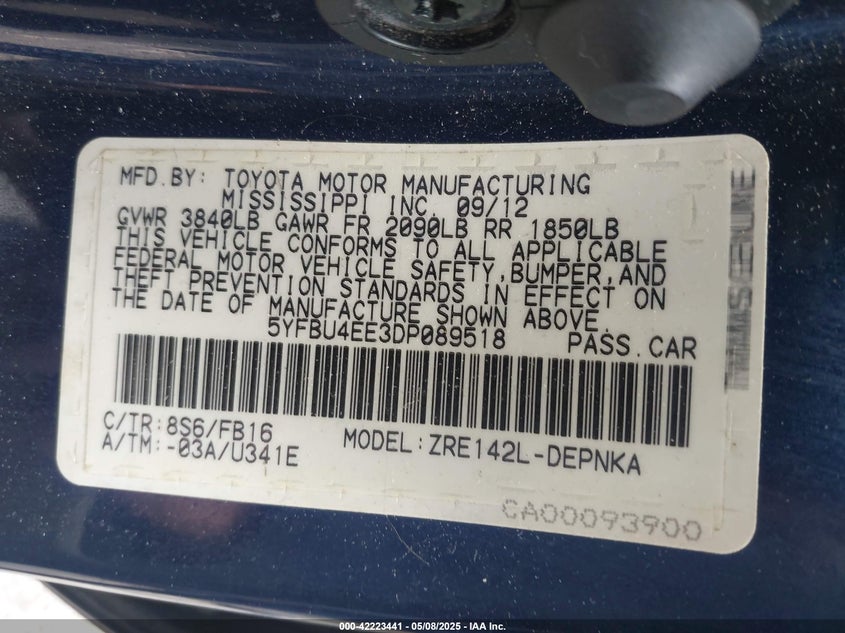 MFD.BY: TOYOTA MOTOR MANUFACTURING
MISSISSIPPI INC. 09/12
GVWR 3840LB GAWR FR 2090LB RR 1850LB
THIS VEHICLE CONFORMS TO ALL APPLICABLE
FEDERAL MOTOR VEHICLE SAFETY,BUMPER,AND
THEFT PREVENTION STANDARDS IN EFFECT ON
THE DATE OF MANUFACTURE SHOWN ABOVE.
5YFBU4EE3DP089518 PASS.CAR
C/TR:8S6/FB16
A/TM:-03A/U341E MODEL:ZRE142L-DEPNKA
CA00093900
000-42223441 - 05/08/2025 - IAA Inc.